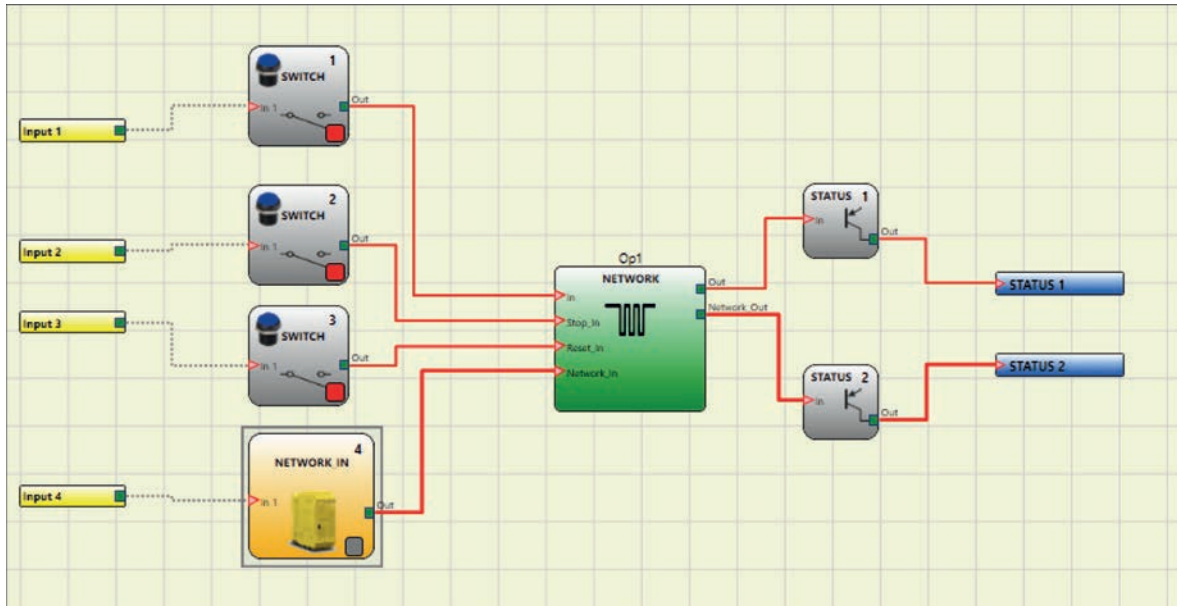 1
SWITCH
In 1
Out
Input 1
2
SWITCH
In 1
Out
Input 2
3
SWITCH
In 1
Out
Input 3
4
NETWORK_IN
In 1
Out
Input 4
Op1
NETWORK
In
Stop_In
Reset_In
Network_In
Out
Network_Out
STATUS 1
In
Out
STATUS 1
STATUS 2
In
Out
STATUS 2